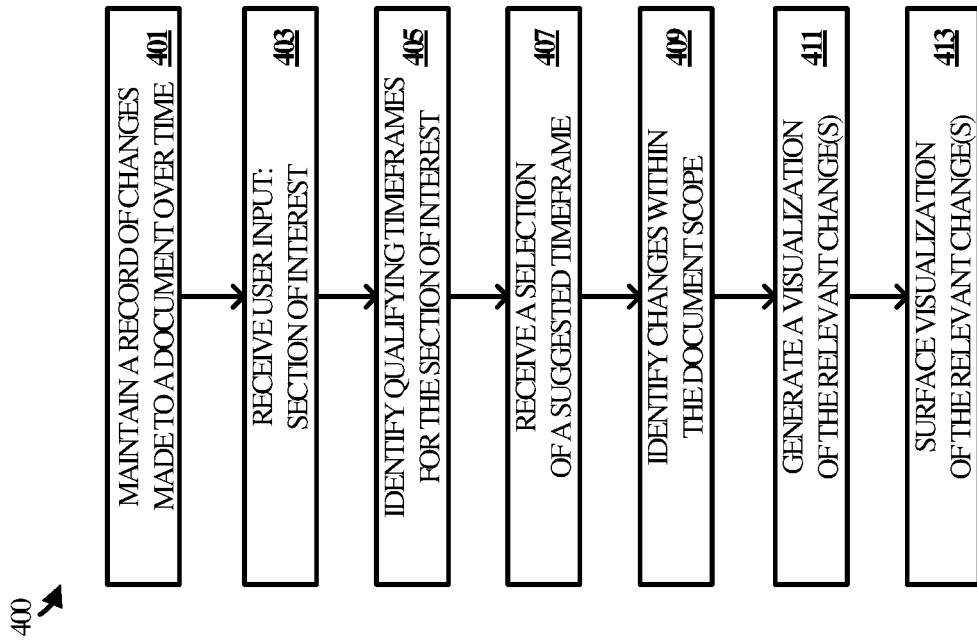 400
MAINTAIN A RECORD OF CHANGES
MADE TO A DOCUMENT OVER TIME 401
RECEIVE USER INPUT:
SECTION OF INTEREST 403
IDENTIFY QUALIFYING TIMEFRAMES
FOR THE SECTION OF INTEREST 405
RECEIVE A SELECTION
OF A SUGGESTED TIMEFRAME 407
IDENTIFY CHANGES WITHIN
THE DOCUMENT SCOPE 409
GENERATE A VISUALIZATION
OF THE RELEVANT CHANGE(S) 411
SURFACE VISUALIZATION
OF THE RELEVANT CHANGE(S) 413